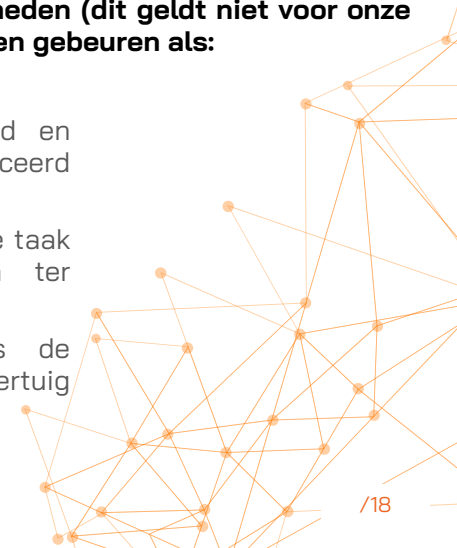 heden (dit geldt niet voor onze
en gebeuren als:
d en
ceerd
e taak
ter
s de
ertuig
/18